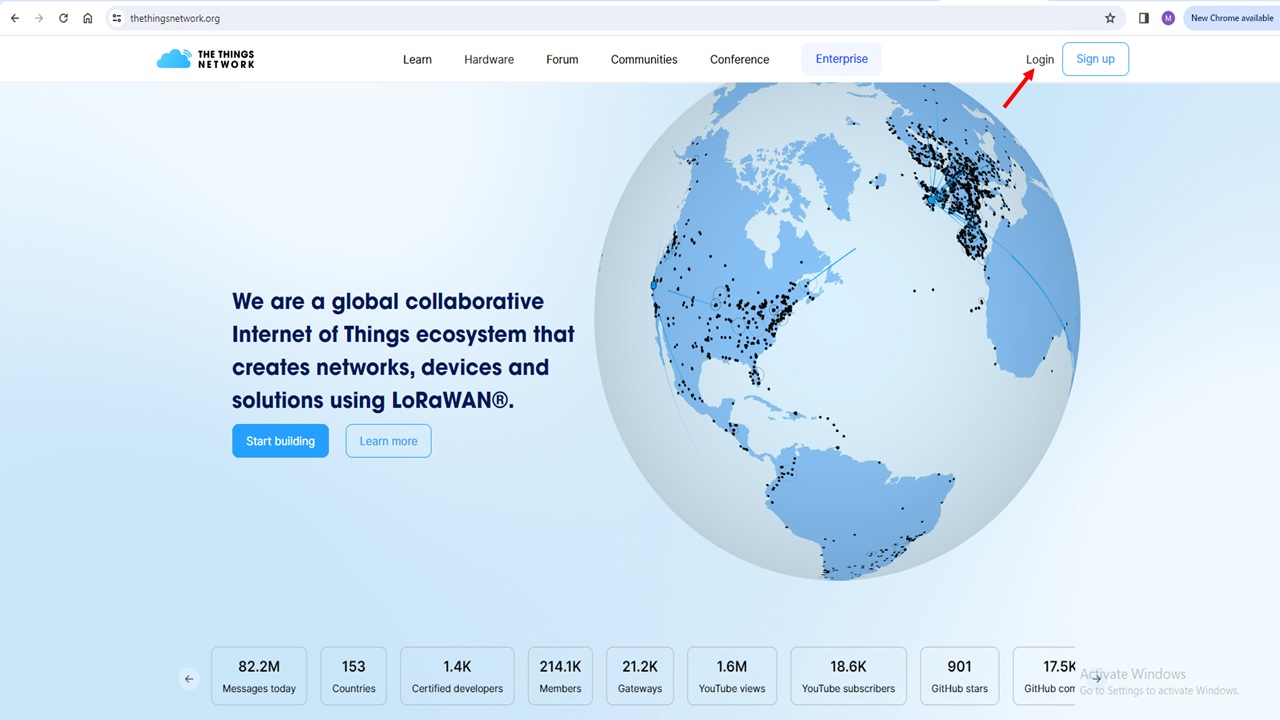 thethingsnetwork.org
M
New Chrome available
THE THINGS
NETWORK
Learn
Hardware
Forum
Communities
Conference
Enterprise
Login
Sign up
We are a global collaborative
Internet of Things ecosystem that
creates networks, devices and
solutions using LoRaWAN®.
Start building
Learn more
82.2M
Messages today
153
Countries
1.4K
Certified developers
214.1K
Members
21.2K
Gateways
1.6M
YouTube views
18.6K
YouTube subscribers
901
GitHub stars
17.5K
GitHub com
Activate Windows
Go to Settings to activate Windows.